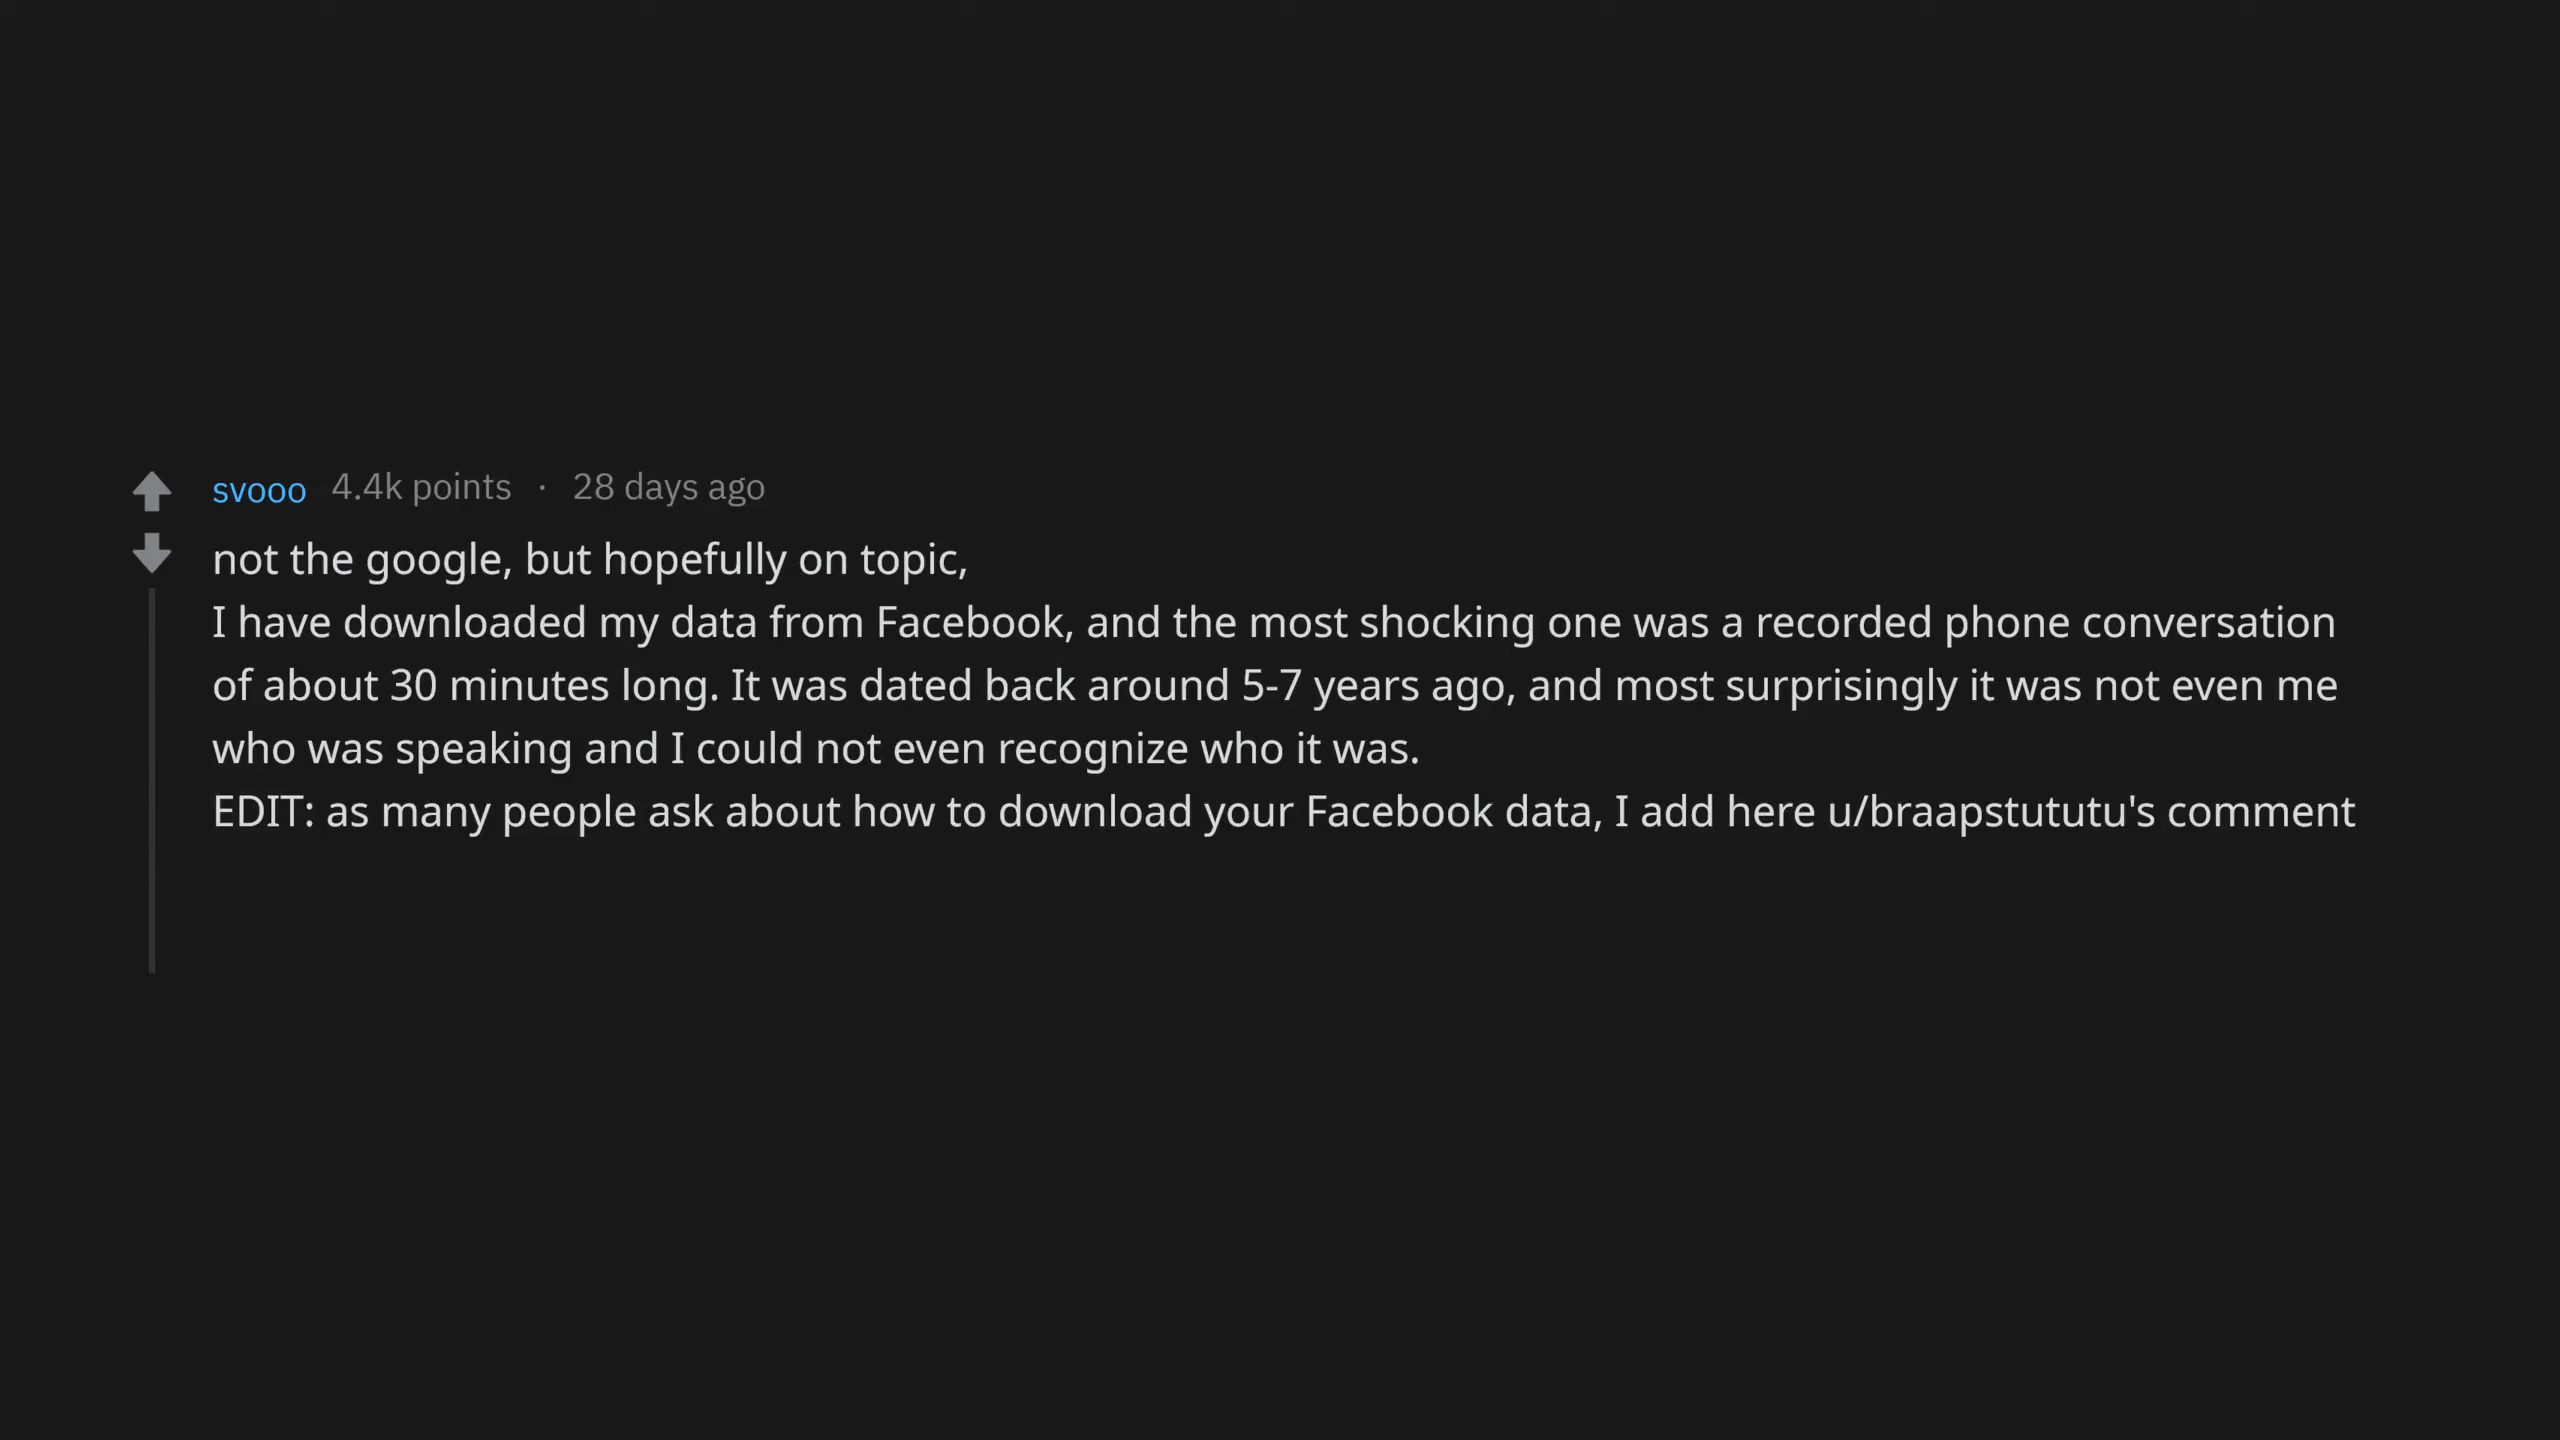 svooo 4.4k points · 28 days ago
not the google, but hopefully on topic,
I have downloaded my data from Facebook, and the most shocking one was a recorded phone conversation
of about 30 minutes long. It was dated back around 5-7 years ago, and most surprisingly it was not even me
who was speaking and I could not even recognize who it was.
EDIT: as many people ask about how to download your Facebook data, I add here u/braapstututu's comment